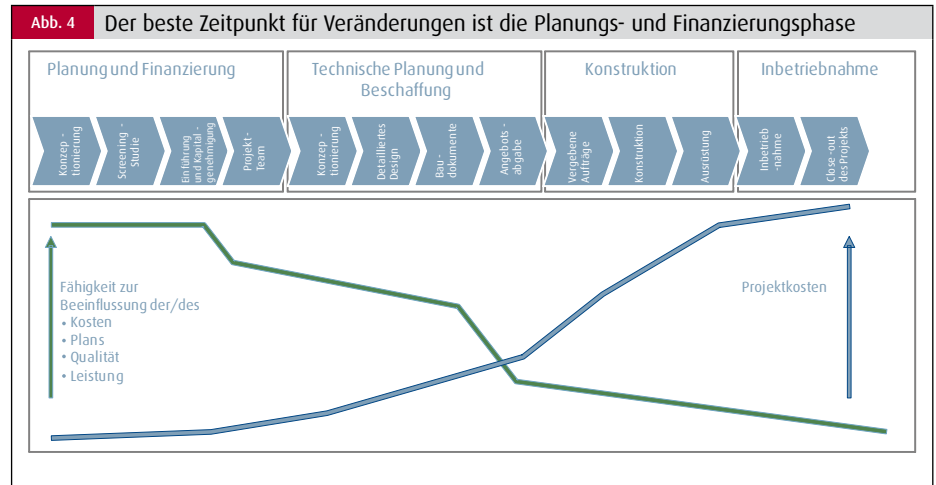 Abb. 4 Der beste Zeitpunkt für Veränderungen ist die Planungs- und Finanzierungsphase
Planung und Finanzierung
Technische Planung und
Beschaffung
Konstruktion
Inbetriebnahme
Konzep -
tionierung
Screening -
Studie
Einführung
und Kapital -
genehmigung
Projekt -
Team
Konzep -
tionierung
Detailliertes
Design
Bau -
dokumente
Angebots -
abgabe
Vergebene
Aufträge
Konstruktion
Ausrüstung
Inbetrieb
-nahme
Close -out
des Projekts
Fähigkeit zur
Beeinflussung der/des
• Kosten
• Plans
• Qualität
• Leistung
Projektkosten